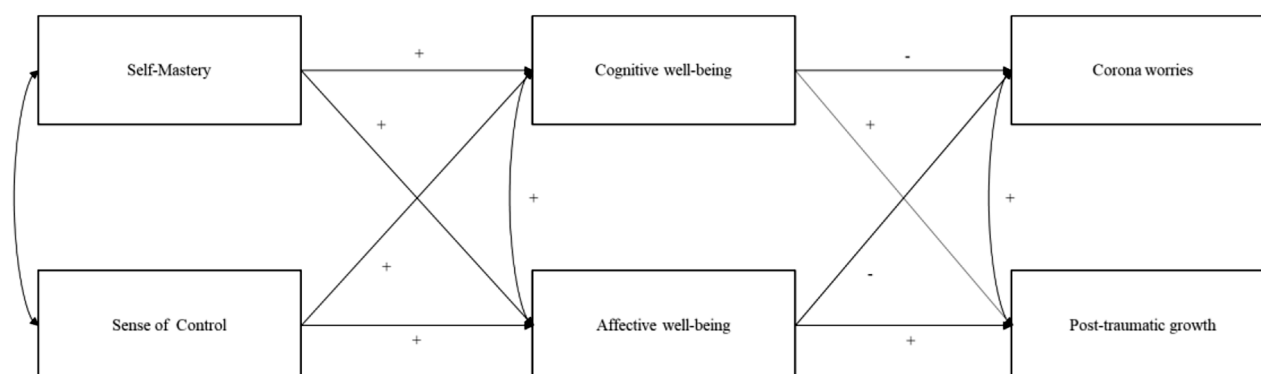 +
-
Self-Mastery
Cognitive well-being
Corona worries
+
+
+
+
+
-
Sense of Control
Affective well-being
Post-traumatic growth
+
+